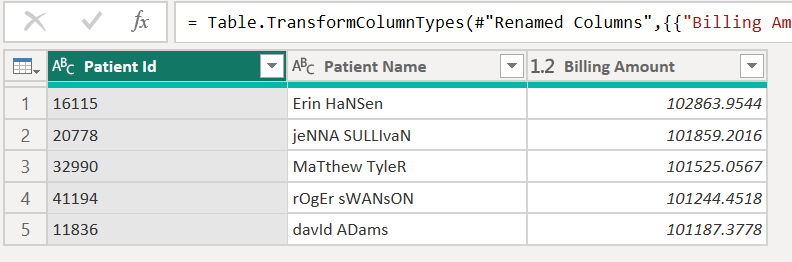 fx = Table.TransformColumnTypes(#"Renamed Columns",{{"Billing Am
ABC Patient Id ABC Patient Name 1.2 Billing Amount
1 16115 Erin HaNSen 102863.9544
2 20778 jeNNA SULLIvaN 101859.2016
3 32990 MaTthew TyleR 101525.0567
4 41194 rOgEr sWANsON 101244.4518
5 11836 davId ADams 101187.3778